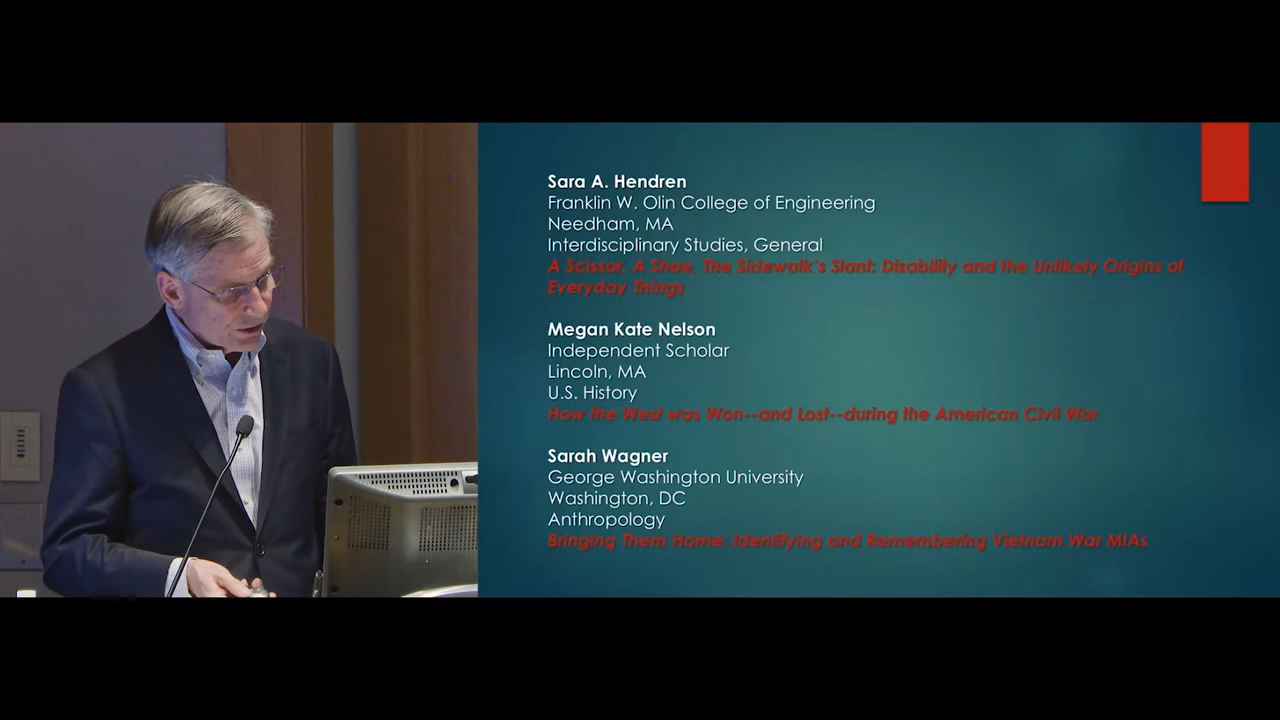 Sara A. Hendren
Franklin W. Olin College of Engineering
Needham, MA
Interdisciplinary Studies, General
A Scissor, A Shoe, The Sidewalk's Slant: Disability and the Unlikely Origins of
Everyday Things
Megan Kate Nelson
Independent Scholar
Lincoln, MA
U.S. History
How the West was Won--and Lost--during the American Civil War
Sarah Wagner
George Washington University
Washington, DC
Anthropology
Bringing Them Home: Identifying and Remembering Vietnam War MIAs